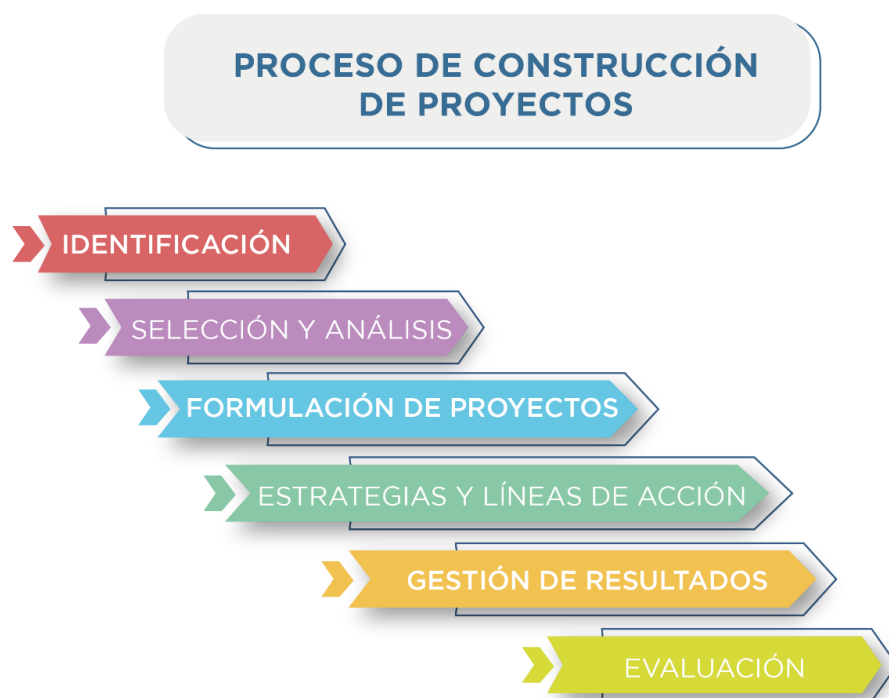 PROCESO DE CONSTRUCCIÓN
DE PROYECTOS
IDENTIFICACIÓN
SELECCIÓN Y ANÁLISIS
FORMULACIÓN DE PROYECTOS
ESTRATEGIAS Y LÍNEAS DE ACCIÓN
GESTIÓN DE RESULTADOS
EVALUACIÓN